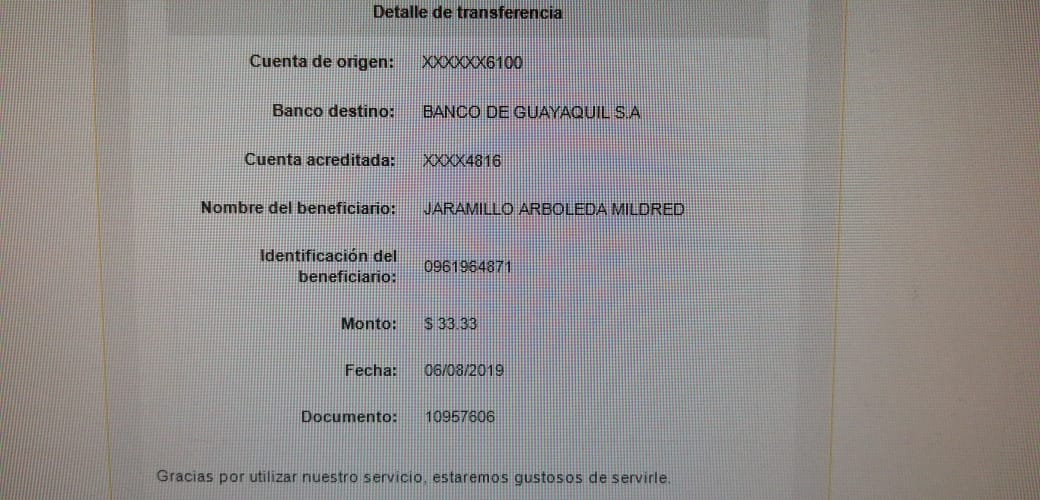 Detalle de transferencia
Cuenta de origen: XXXXXX6100
Banco destino: BANCO DE GUAYAQUIL S.A
Cuenta acreditada: XXXX4816
Nombre del beneficiario: JARAMILLO ARBOLEDA MILDRED
Identificación del
beneficiario: 0961964871
Monto: $ 33.33
Fecha: 06/08/2019
Documento: 10957606
Gracias por utilizar nuestro servicio, estaremos gustosos de servirle.